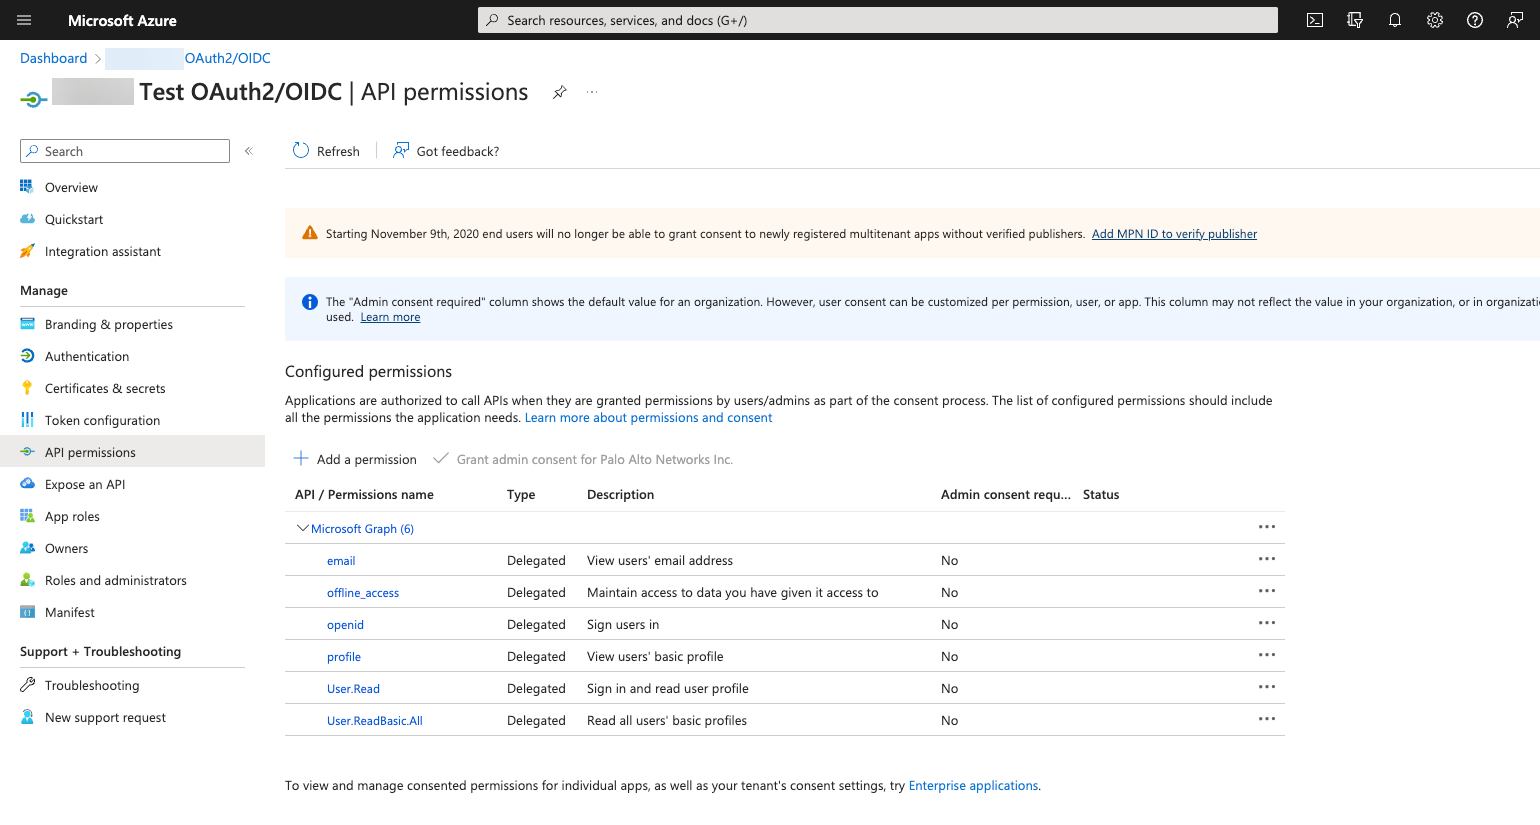 Microsoft Azure
Search resources, services, and docs (G+/)
Dashboard > OAuth2/OIDC
Test OAuth2/OIDC | API permissions
Search
Refresh
Got feedback?
Overview
Quickstart
Integration assistant
Manage
Branding & properties
Authentication
Certificates & secrets
Token configuration
API permissions
Expose an API
App roles
Owners
Roles and administrators
Manifest
Support + Troubleshooting
Troubleshooting
New support request
Starting November 9th, 2020 end users will no longer be able to grant consent to newly registered multitenant apps without verified publishers. Add MPN ID to verify publisher
The "Admin consent required" column shows the default value for an organization. However, user consent can be customized per permission, user, or app. This column may not reflect the value in your organization, or in organizatio
used. Learn more
Configured permissions
Applications are authorized to call APIs when they are granted permissions by users/admins as part of the consent process. The list of configured permissions should include
all the permissions the application needs. Learn more about permissions and consent
Add a permission
Grant admin consent for Palo Alto Networks Inc.
API / Permissions name Type Description Admin consent requ... Status
Microsoft Graph (6)
email Delegated View users' email address No
offline_access Delegated Maintain access to data you have given it access to No
openid Delegated Sign users in No
profile Delegated View users' basic profile No
User.Read Delegated Sign in and read user profile No
User.ReadBasic.All Delegated Read all users' basic profiles No
To view and manage consented permissions for individual apps, as well as your tenant's consent settings, try Enterprise applications.